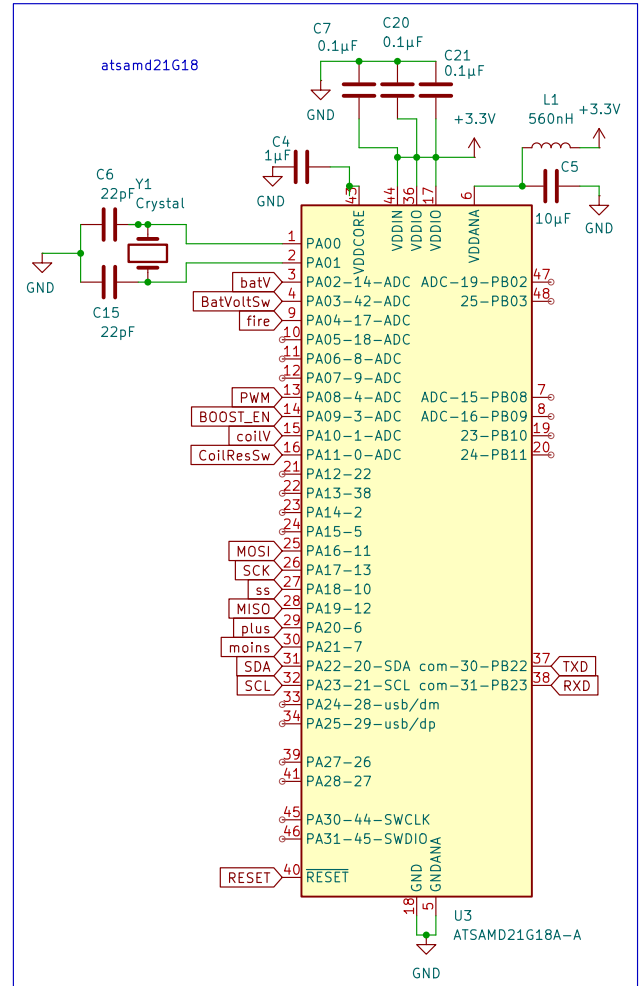 atsamd21G18
C7
0.1µF
C20
0.1µF
C21
0.1µF
GND
+3.3V
L1
560nH
+3.3V
C4
1µF
GND
C5
10µF
GND
C6
22pF
Y1
Crystal
GND
C15
22pF
43
44
36
17
6
VDDCORE
VDDIN
VDDIO
VDDIO
VDDANA
1 PA00
2 PA01
batV 3 PA02-14-ADC
BatVoltSw 4 PA03-42-ADC
fire 9 PA04-17-ADC
10 PA05-18-ADC
11 PA06-8-ADC
12 PA07-9-ADC
PWM 13 PA08-4-ADC
BOOST_EN 14 PA09-3-ADC
coilV 15 PA10-1-ADC
CoilResSw 16 PA11-0-ADC
21 PA12-22
22 PA13-38
23 PA14-2
24 PA15-5
MOSI 25 PA16-11
SCK 26 PA17-13
ss 27 PA18-10
MISO 28 PA19-12
plus 29 PA20-6
moins 30 PA21-7
SDA 31 PA22-20-SDA
SCL 32 PA23-21-SCL
33 PA24-28-usb/dm
34 PA25-29-usb/dp
39 PA27-26
41 PA28-27
45 PA30-44-SWCLK
46 PA31-45-SWDIO
RESET 40 RESET
ADC-19-PB02 47
25-PB03 48
ADC-15-PB08 7
ADC-16-PB09 8
23-PB10 19
24-PB11 20
com-30-PB22 37 TXD
com-31-PB23 38 RXD
GND
GNDANA
18
5
U3
ATSAMD21G18A-A
GND